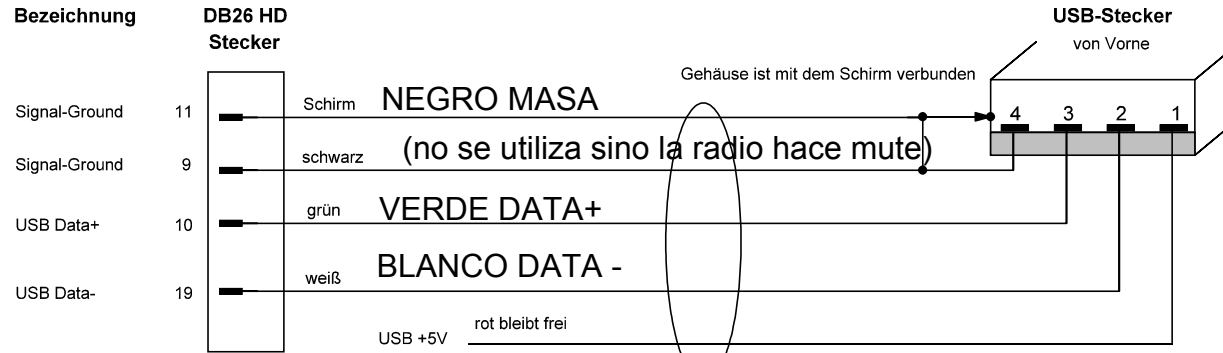 Bezeichnung DB26 HD Stecker USB-Stecker
von Vorne
Gehäuse ist mit dem Schirm verbunden
Signal-Ground 11 Schirm NEGRO MASA 4 3 2 1
Signal-Ground 9 schwarz (no se utiliza sino la radio hace mute)
USB Data+ 10 grün VERDE DATA+
USB Data- 19 weiß BLANCO DATA -
USB +5V rot bleibt frei